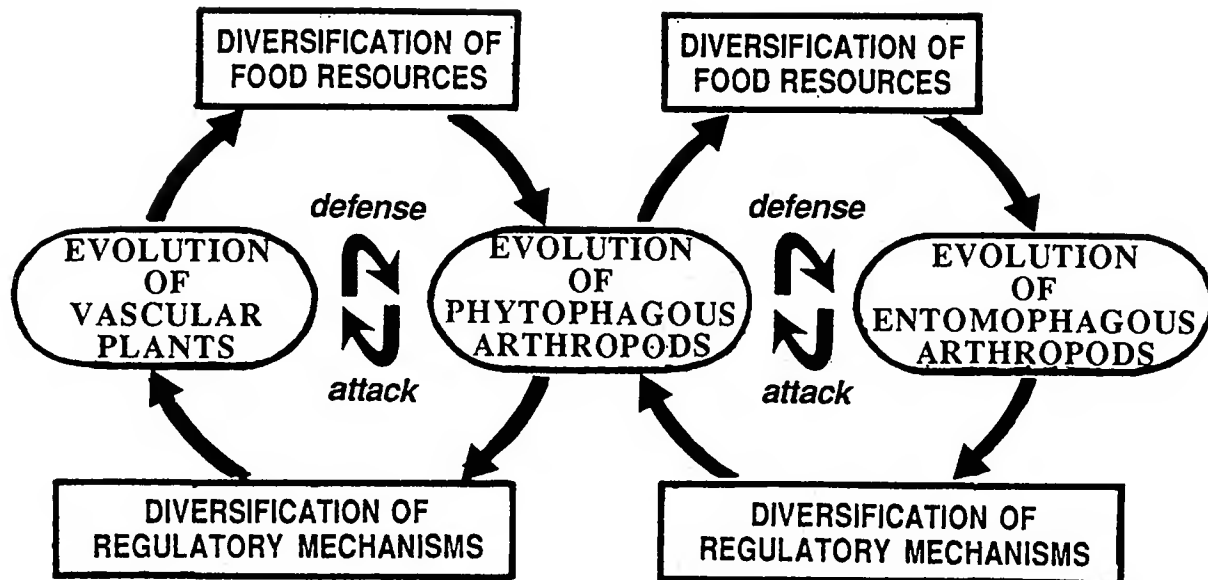 DIVERSIFICATION OF
FOOD RESOURCES
DIVERSIFICATION OF
FOOD RESOURCES
defense
defense
EVOLUTION
OF
VASCULAR
PLANTS
EVOLUTION
OF
PHYTOPHAGOUS
ARTHROPODS
EVOLUTION
OF
ENTOMOPHAGOUS
ARTHROPODS
attack
attack
DIVERSIFICATION OF
REGULATORY MECHANISMS
DIVERSIFICATION OF
REGULATORY MECHANISMS